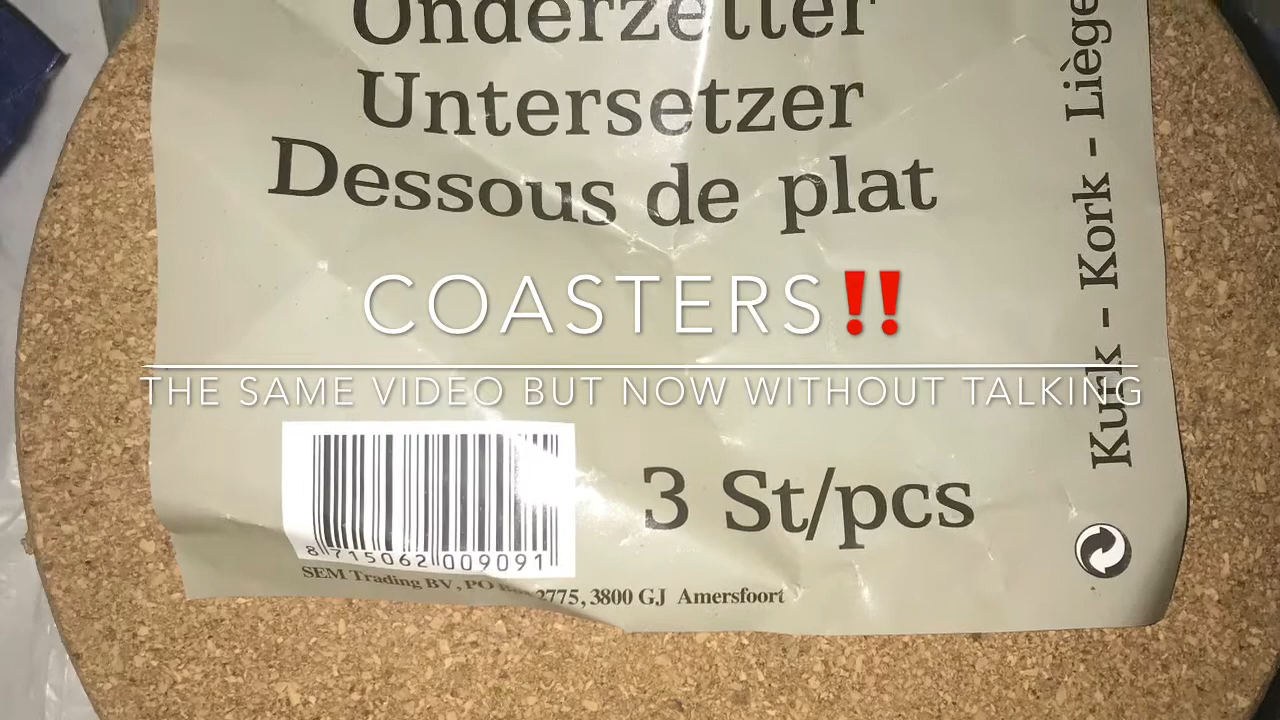 Onderzetter
Untersetzer
Dessous de plat
COASTERS‼️
THE SAME VIDEO BUT NOW WITHOUT TALKING
3 St/pcs
8 715062 009091
SEM Trading BV, PO 2775, 3800 GJ Amersfoort
Kurk - Kork - Liège